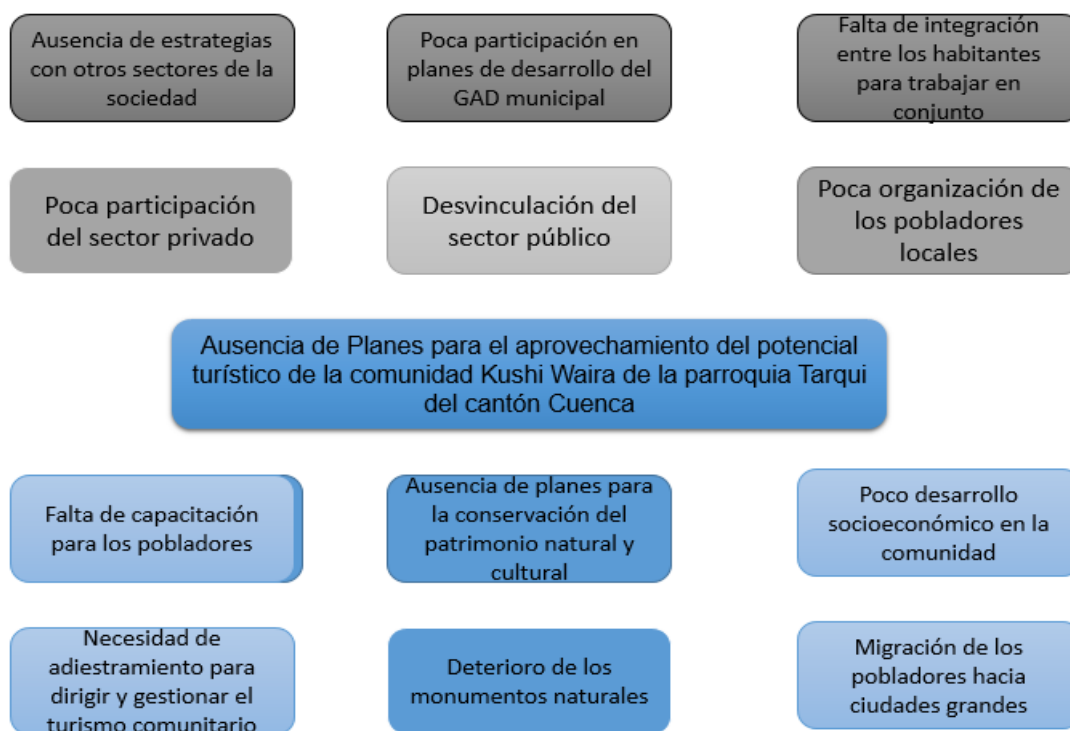 Ausencia de estrategias
con otros sectores de la
sociedad
Poca participación en
planes de desarrollo del
GAD municipal
Falta de integración
entre los habitantes
para trabajar en
conjunto
Poca participación
del sector privado
Desvinculación del
sector público
Poca organización de
los pobladores
locales
Ausencia de Planes para el aprovechamiento del potencial
turístico de la comunidad Kushi Waira de la parroquia Tarqui
del cantón Cuenca
Falta de capacitación
para los pobladores
Ausencia de planes para
la conservación del
patrimonio natural y
cultural
Poco desarrollo
socioeconómico en la
comunidad
Necesidad de
adiestramiento para
dirigir y gestionar el
turismo comunitario
Deterioro de los
monumentos naturales
Migración de los
pobladores hacia
ciudades grandes